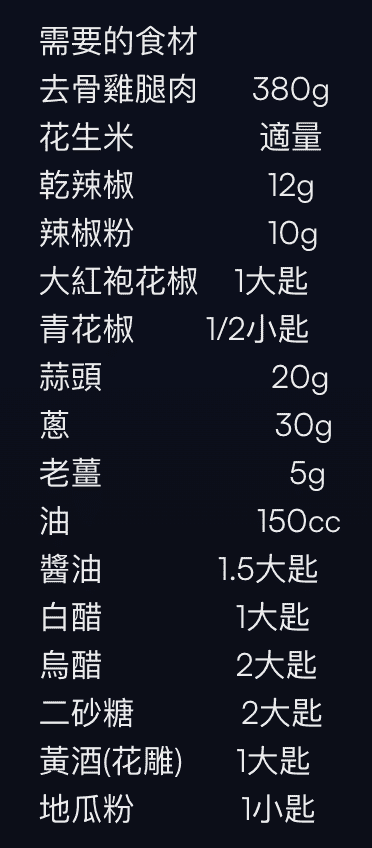 需要的食材
去骨雞腿肉 380g
花生米 適量
乾辣椒 12g
辣椒粉 10g
大紅袍花椒 1大匙
青花椒 1/2小匙
蒜頭 20g
蔥 30g
老薑 5g
油 150cc
醬油 1.5大匙
白醋 1大匙
烏醋 2大匙
二砂糖 2大匙
黃酒(花雕) 1大匙
地瓜粉 1小匙